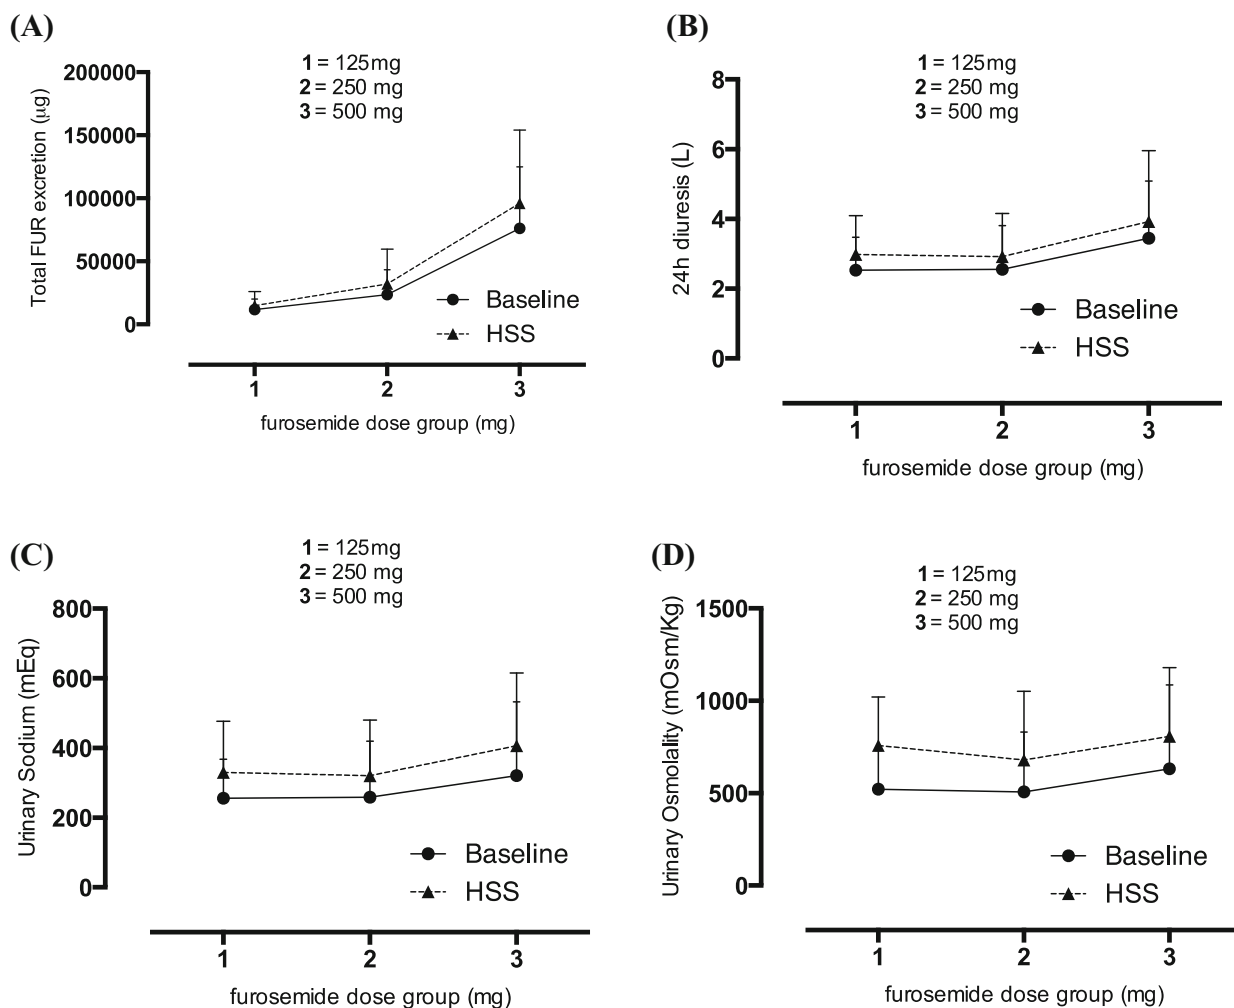 (A)
1 = 125mg
2 = 250 mg
3 = 500 mg
Total FUR excretion (µg)
200000
150000
100000
50000
0
Baseline
HSS
1 2 3
furosemide dose group (mg)
(B)
1 = 125mg
2 = 250 mg
3 = 500 mg
24h diuresis (L)
8
6
4
2
0
Baseline
HSS
1 2 3
furosemide dose group (mg)
(C)
1 = 125mg
2 = 250 mg
3 = 500 mg
Urinary Sodium (mEq)
800
600
400
200
0
Baseline
HSS
1 2 3
furosemide dose group (mg)
(D)
1 = 125mg
2 = 250 mg
3 = 500 mg
Urinary Osmolality (mOsm/Kg)
1500
1000
500
0
Baseline
HSS
1 2 3
furosemide dose group (mg)